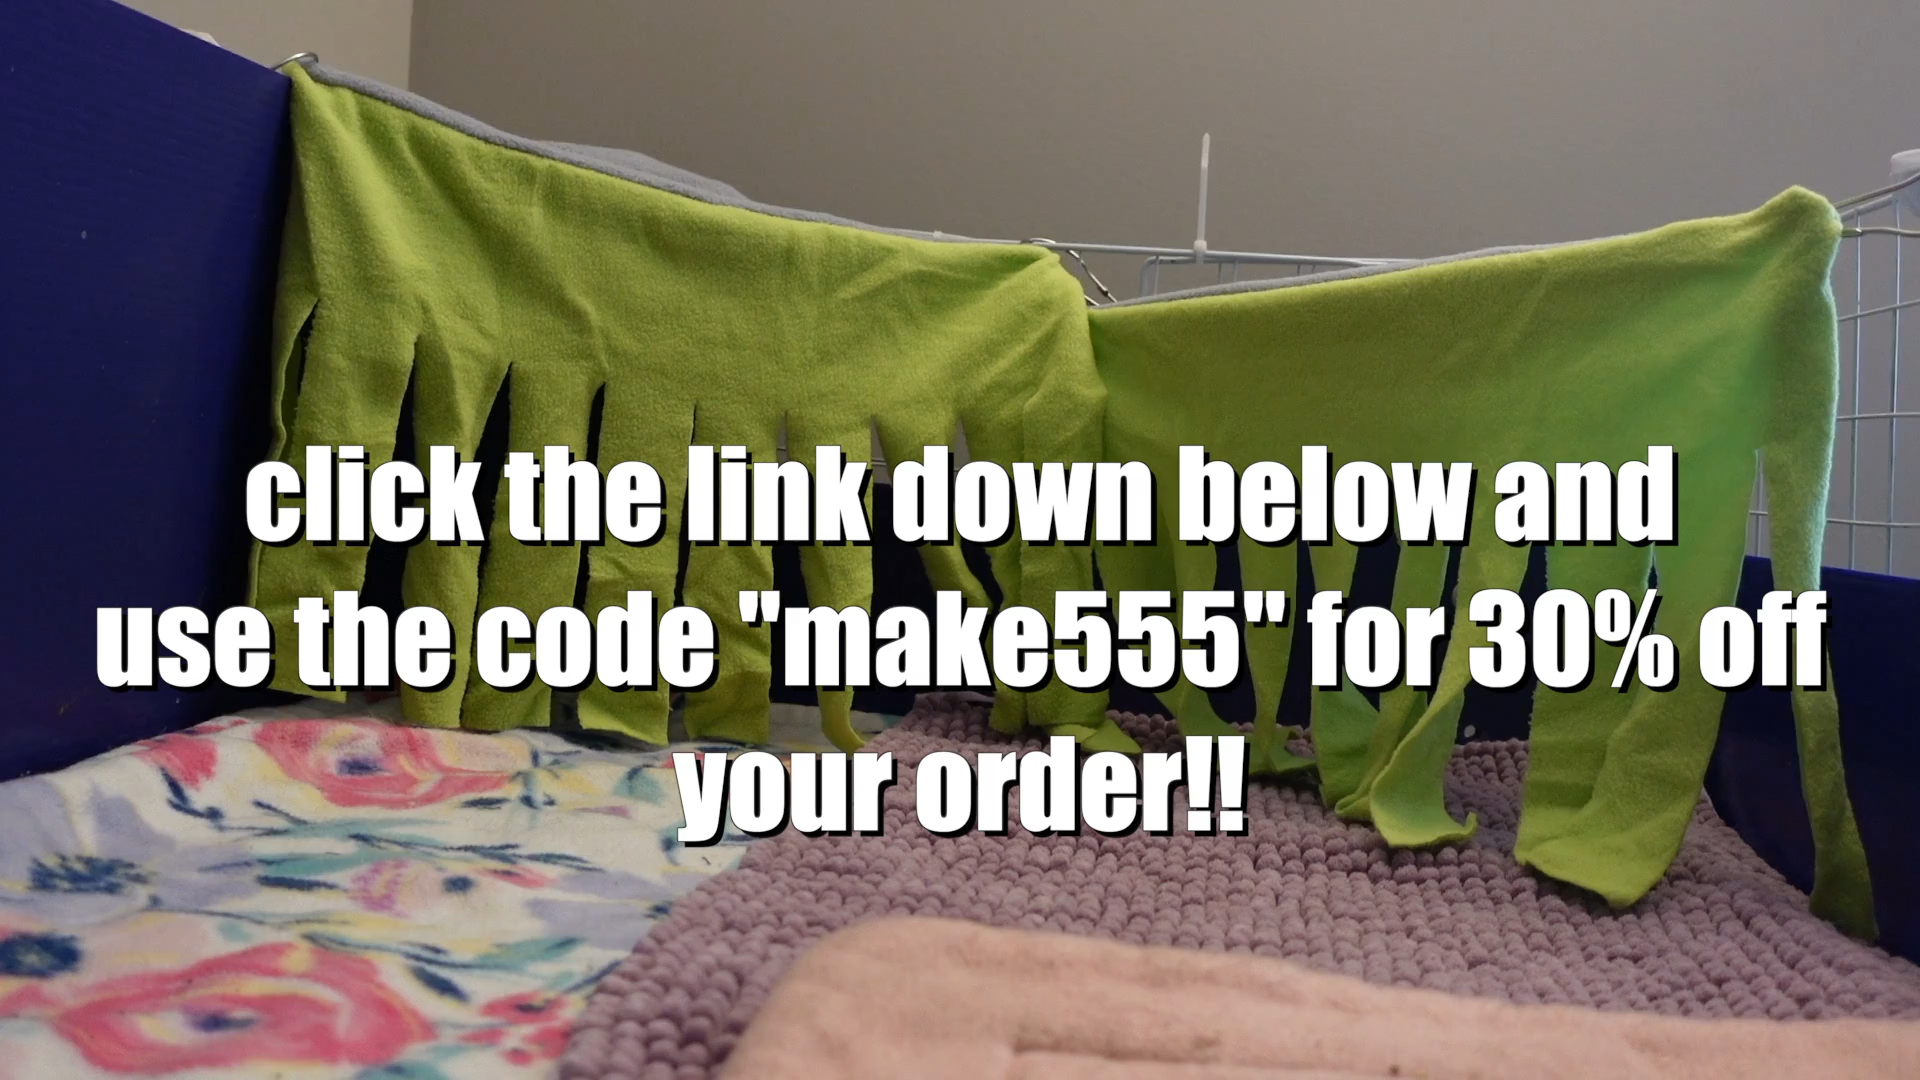 click the link down below and
use the code "make555" for 30% off
your order!!